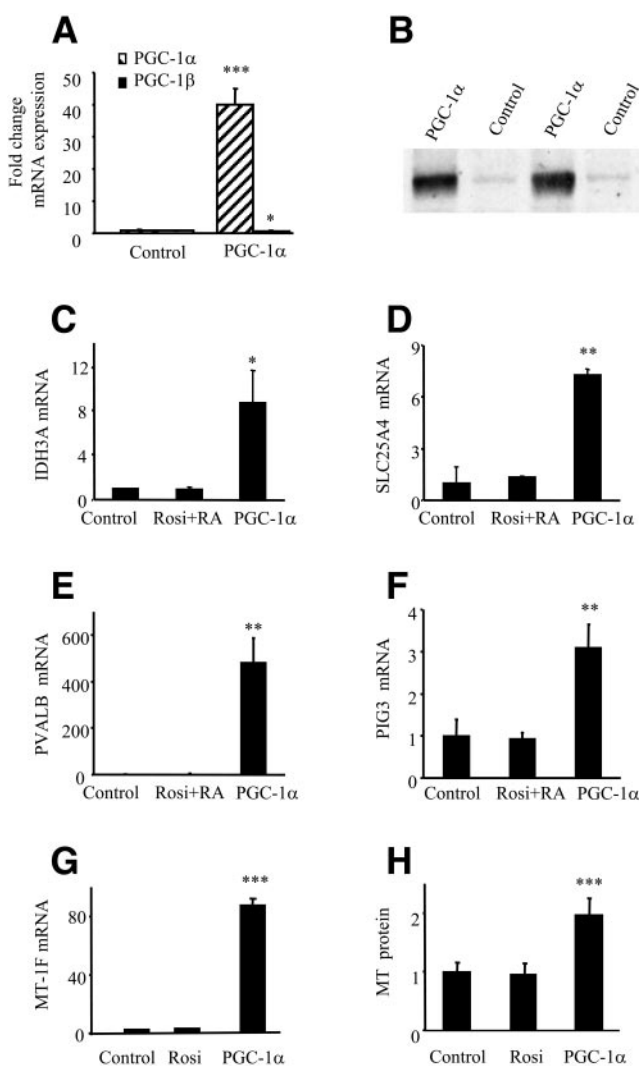 A
PGC-1α
PGC-1β
Fold change
mRNA expression
50
40
30
20
10
0
***
*
Control
PGC-1α
B
PGC-1α
Control
PGC-1α
Control
C
IDH3A mRNA
12
8
4
0
*
Control
Rosi+RA
PGC-1α
D
SLC25A4 mRNA
9
6
3
0
**
Control
Rosi+RA
PGC-1α
E
PVALB mRNA
600
400
200
0
**
Control
Rosi+RA
PGC-1α
F
PIG3 mRNA
4
3
2
1
0
**
Control
Rosi+RA
PGC-1α
G
MT-1F mRNA
80
40
0
***
Control
Rosi
PGC-1α
H
MT protein
2
1
0
***
Control
Rosi
PGC-1α